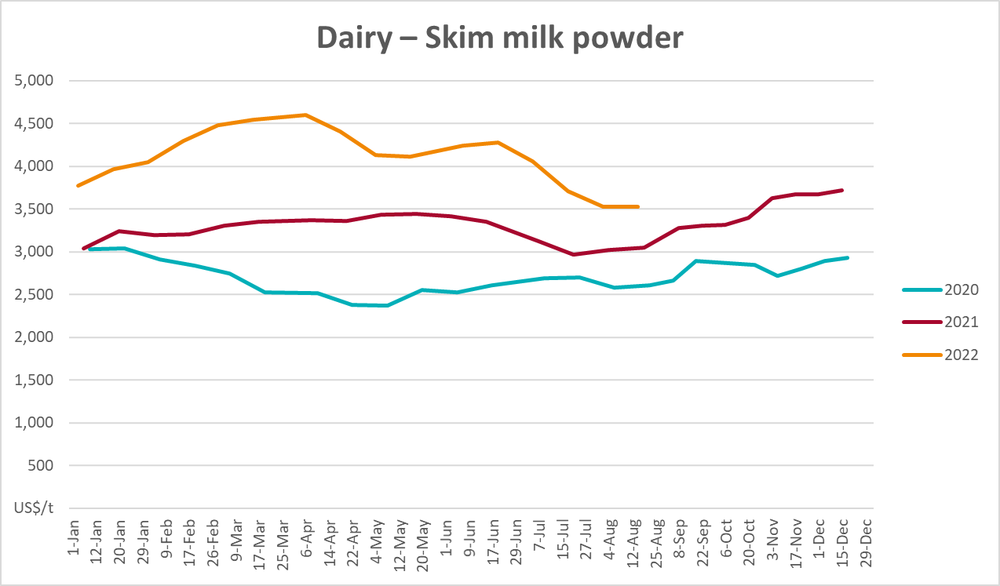 Dairy – Skim milk powder
5,000
4,500
4,000
3,500
3,000
2,500
2,000
1,500
1,000
500
US$/t
1-Jan
12-Jan
20-Jan
29-Jan
9-Feb
17-Feb
26-Feb
9-Mar
17-Mar
25-Mar
6-Apr
14-Apr
22-Apr
4-May
12-May
20-May
1-Jun
9-Jun
17-Jun
29-Jun
7-Jul
15-Jul
27-Jul
4-Aug
12-Aug
25-Aug
8-Sep
22-Sep
6-Oct
20-Oct
3-Nov
17-Nov
1-Dec
15-Dec
29-Dec
2020
2021
2022